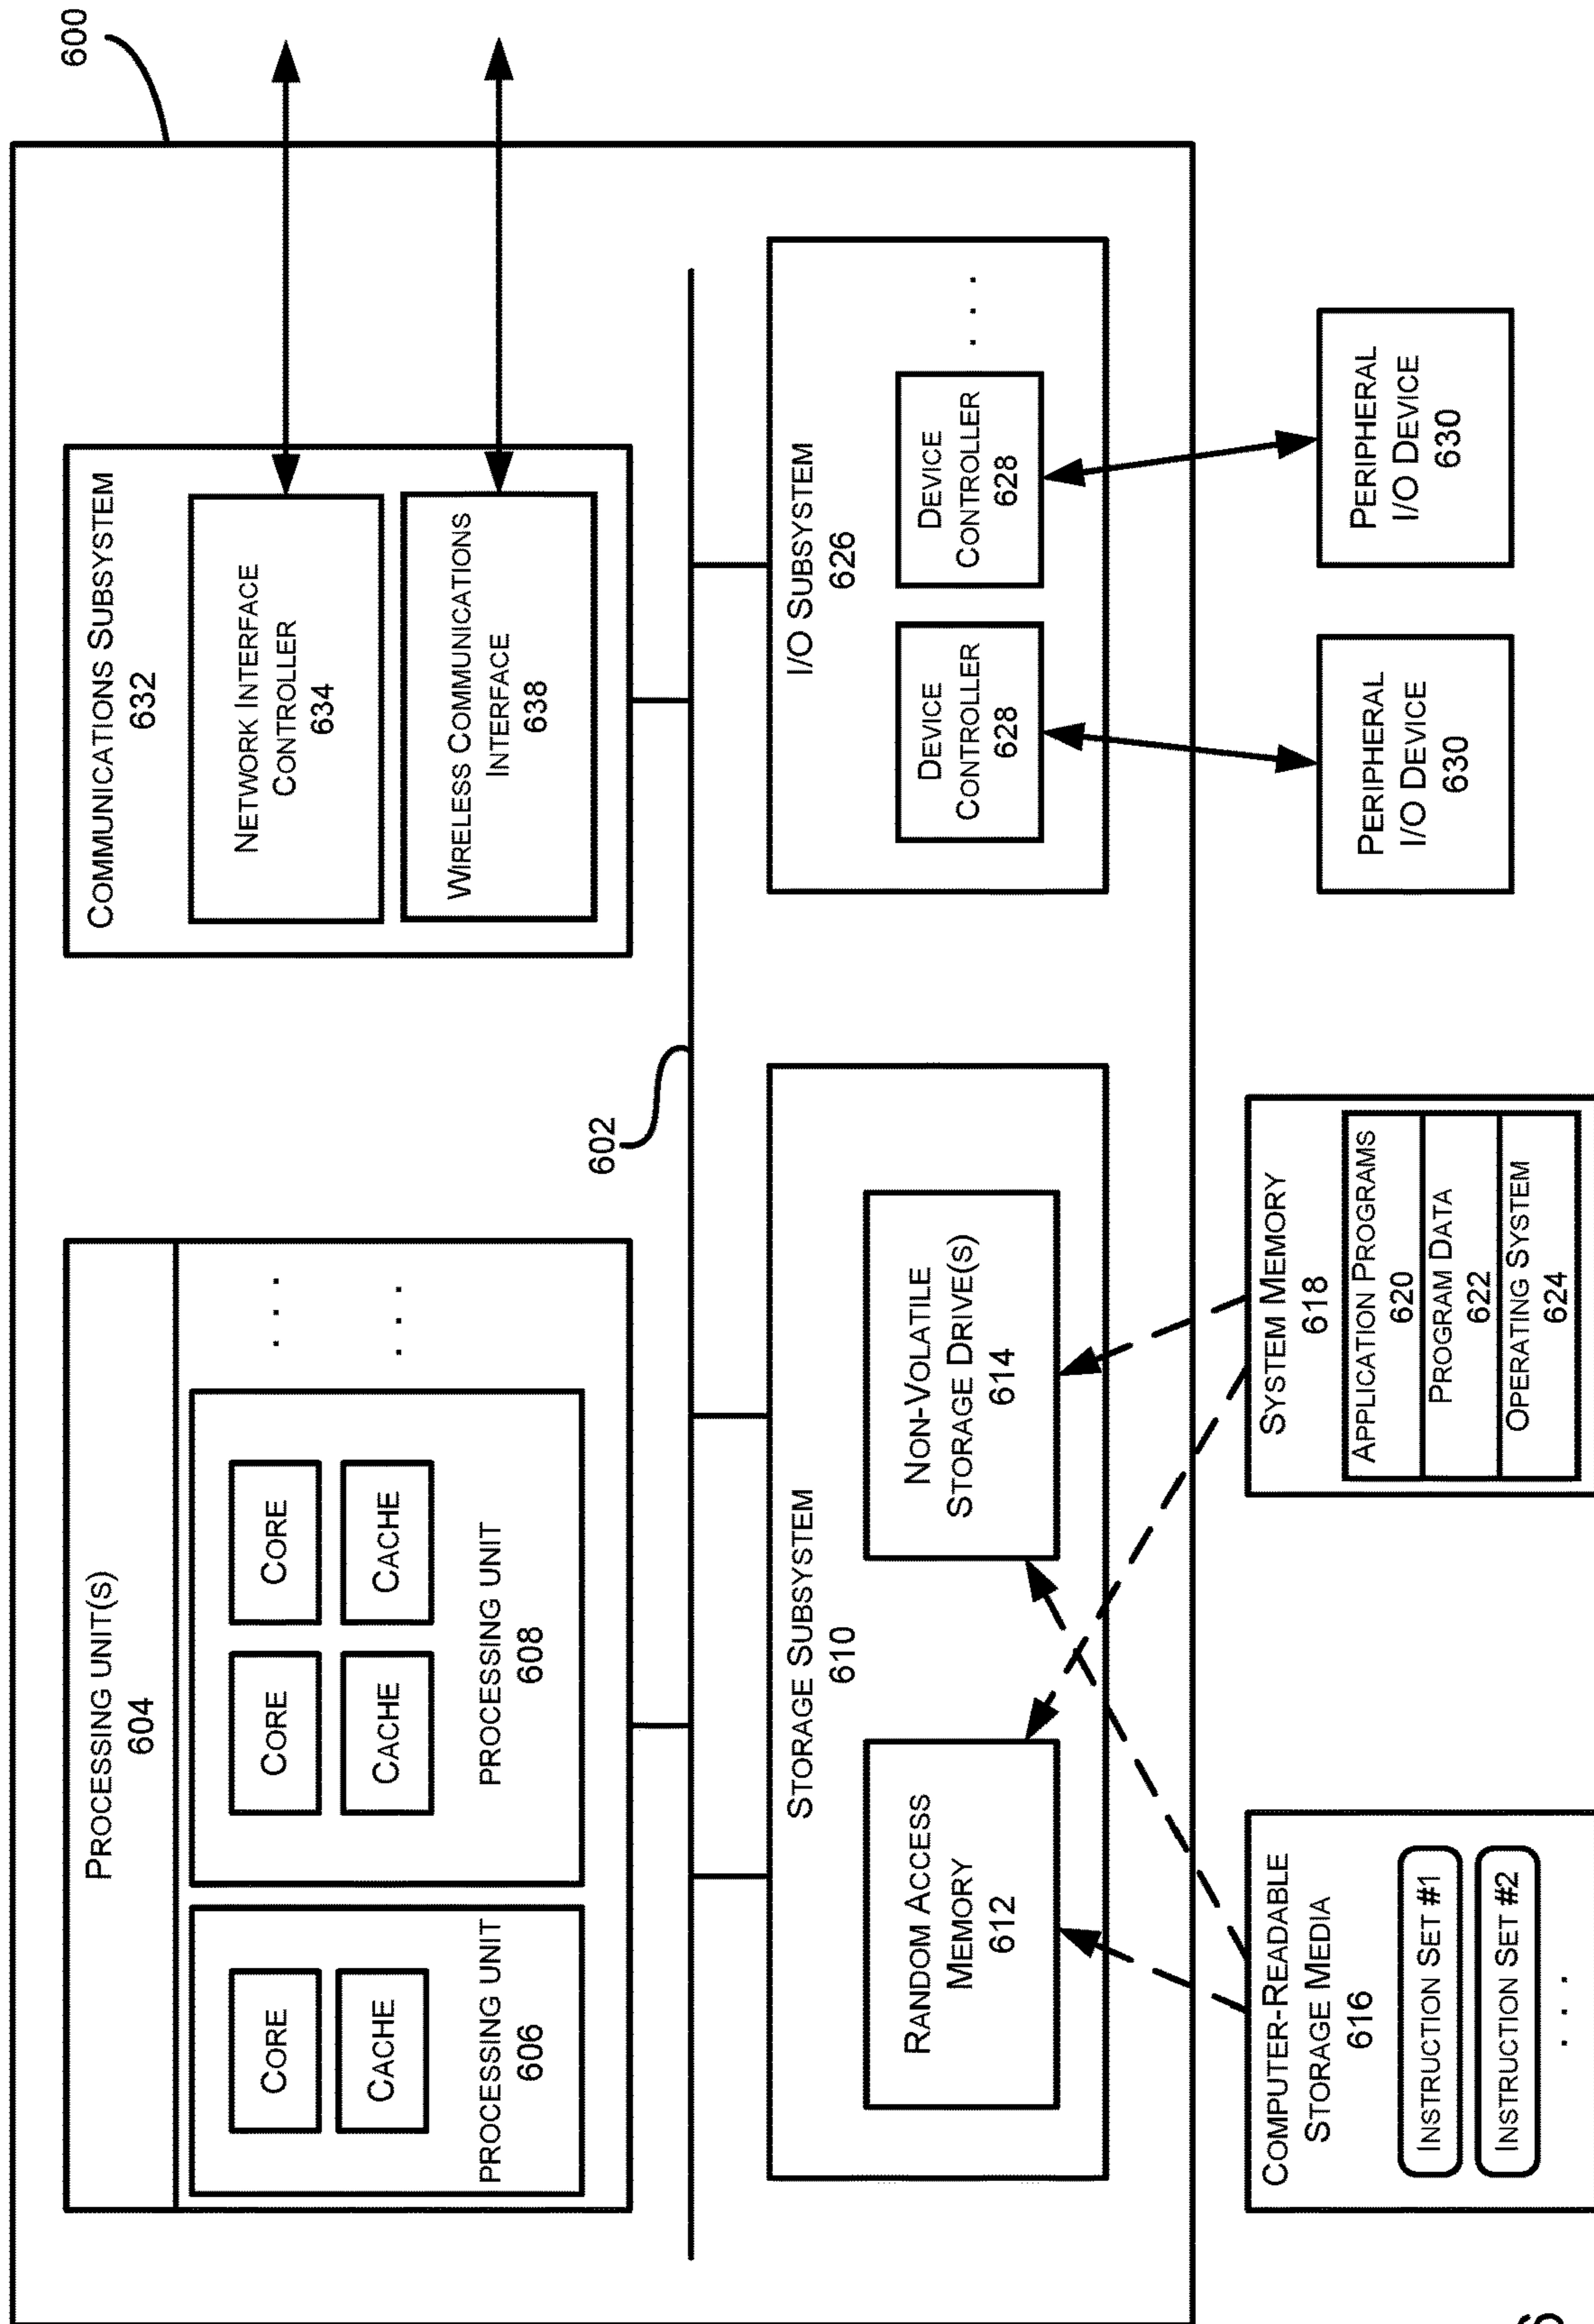 600
PROCESSING UNIT(S)
604
CORE
CACHE
PROCESSING UNIT
606
CORE
CORE
CACHE
CACHE
PROCESSING UNIT
608
. . .
. . .
COMMUNICATIONS SUBSYSTEM
632
NETWORK INTERFACE
CONTROLLER
634
WIRELESS COMMUNICATIONS
INTERFACE
638
602
STORAGE SUBSYSTEM
610
RANDOM ACCESS
MEMORY
612
NON-VOLATILE
STORAGE DRIVE(S)
614
I/O SUBSYSTEM
626
DEVICE
CONTROLLER
628
DEVICE
CONTROLLER
628
. . .
COMPUTER-READABLE
STORAGE MEDIA
616
INSTRUCTION SET #1
INSTRUCTION SET #2
. . .
SYSTEM MEMORY
618
APPLICATION PROGRAMS
620
PROGRAM DATA
622
OPERATING SYSTEM
624
PERIPHERAL
I/O DEVICE
630
PERIPHERAL
I/O DEVICE
630